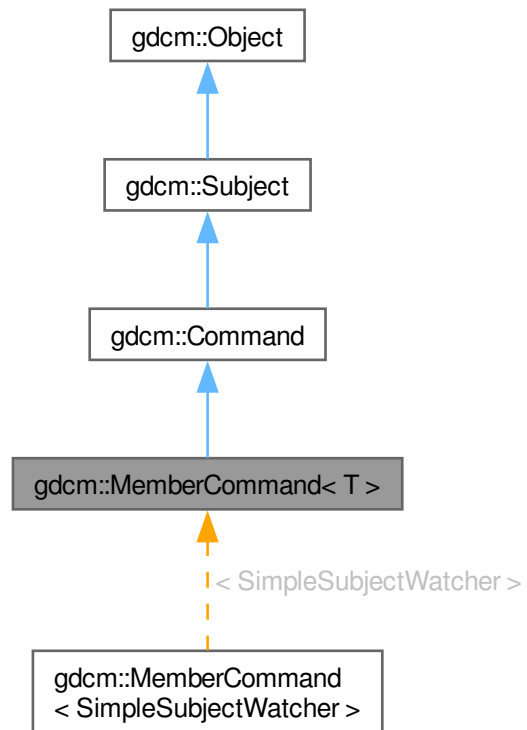 gdcm::Object
gdcm::Subject
gdcm::Command
gdcm::MemberCommand< T >
< SimpleSubjectWatcher >
gdcm::MemberCommand
< SimpleSubjectWatcher >